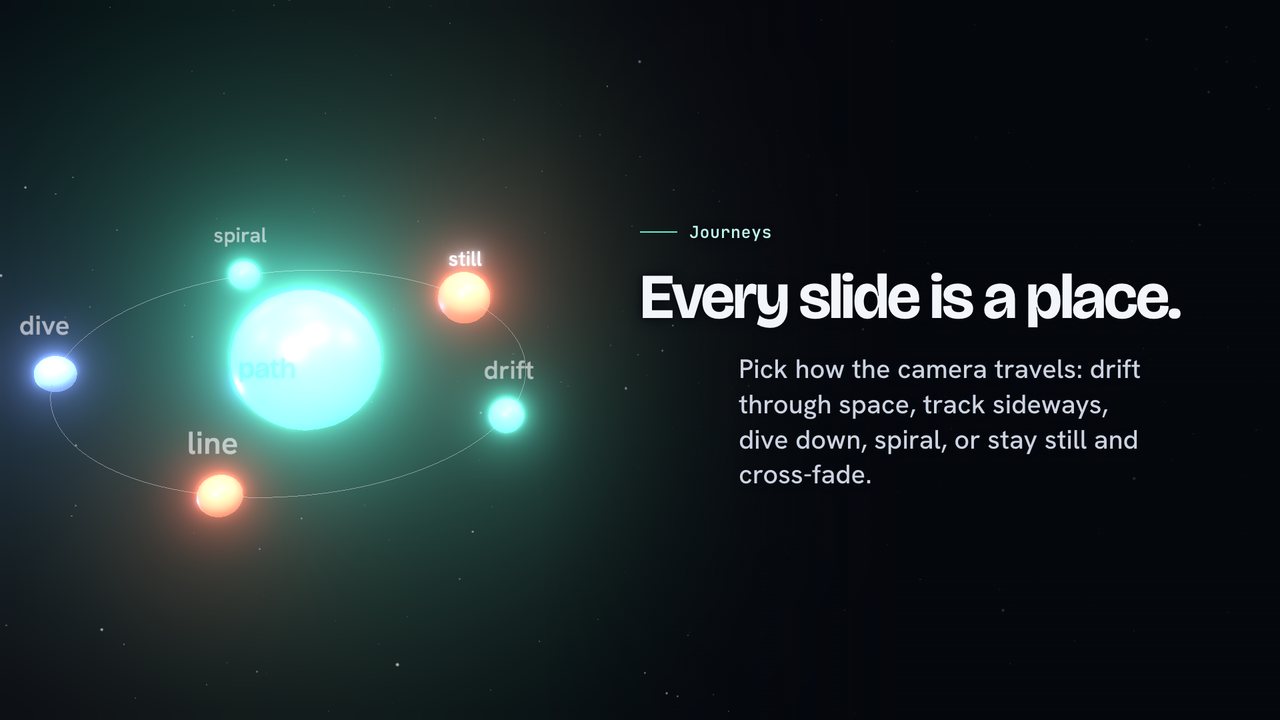 spiral
still
dive
path
drift
line
Journeys
Every slide is a place.
Pick how the camera travels: drift
through space, track sideways,
dive down, spiral, or stay still and
cross-fade.